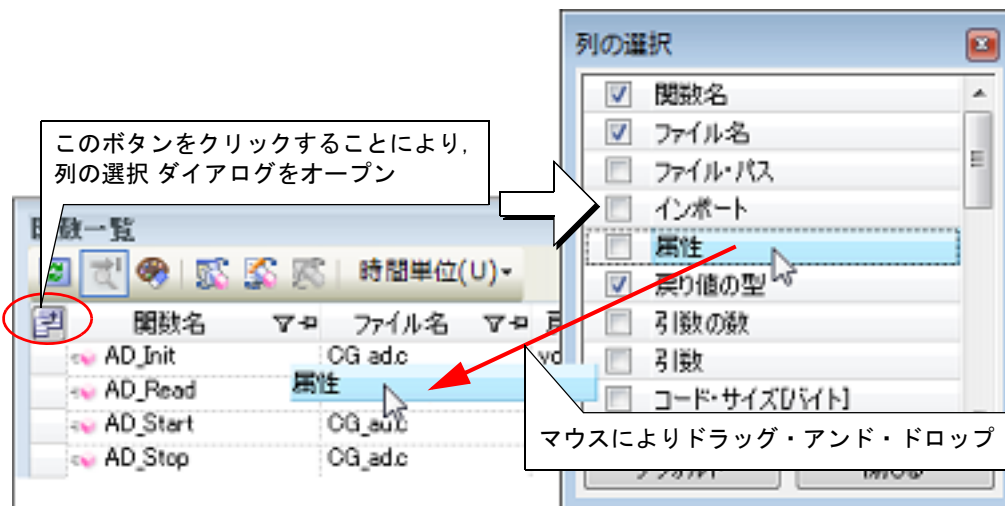 このボタンをクリックすることにより,
列の選択 ダイアログをオープン
関数一覧
時間単位(U)
関数名
ファイル名
AD_Init
CG_ad.c
AD_Read
属性
AD_Start
CG_ad.c
AD_Stop
CG_ad.c
列の選択
関数名
ファイル名
ファイル・パス
インポート
属性
戻り値の型
引数の数
引数
コード・サイズ[バイト]
マウスによりドラッグ・アンド・ドロップ